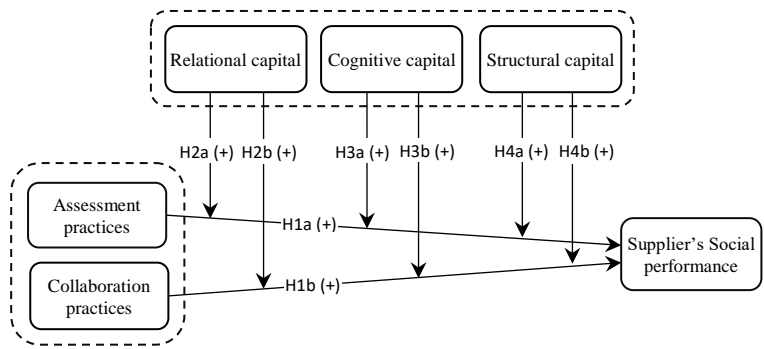 Relational capital
Cognitive capital
Structural capital
H2a (+)
H2b (+)
H3a (+)
H3b (+)
H4a (+)
H4b (+)
Assessment
practices
H1a (+)
Supplier's Social
performance
Collaboration
practices
H1b (+)